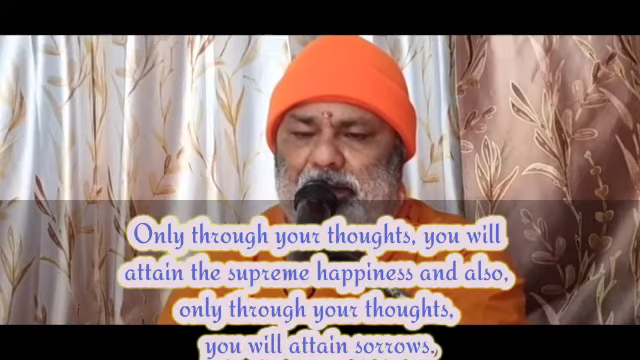 Only through your thoughts, you will
attain the supreme happiness and also,
only through your thoughts,
you will attain sorrows.,